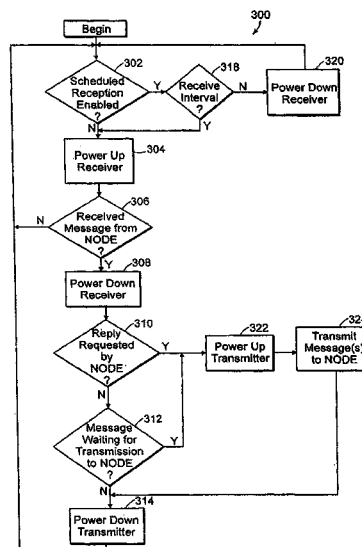 Begin
300
302
Scheduled
Reception
Enabled
?
Y
N
318
Receive
Interval
?
N
Y
320
Power Down
Receiver
304
Power Up
Receiver
306
Received
Message from
NODE
?
N
Y
308
Power Down
Receiver
310
Reply
Requested
by
NODE
?
Y
N
322
Power Up
Transmitter
Transmit
Message(s)
to NODE
312
Message
Waiting for
Transmission
to NODE
?
Y
N
314
Power Down
Transmitter